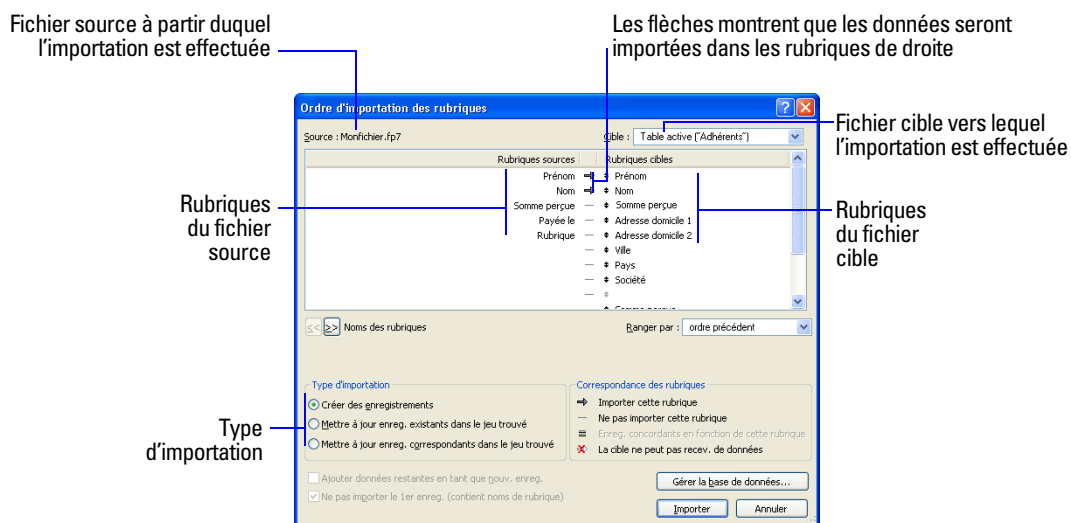 Fichier source à partir duquel
l'importation est effectuée
Les flèches montrent que les données seront
importées dans les rubriques de droite
Ordre d'importation des rubriques
Source : Monfichier.fp7
Cible : Table active ("Adhérents")
Fichier cible vers lequel
l'importation est effectuée
Rubriques sources Rubriques cibles
Prénom Prénom
Nom Nom
Somme perçue Somme perçue
Payée le Adresse domicile 1
Rubrique Adresse domicile 2
Ville
Pays
Société
Rubriques
du fichier
source
Rubriques
du fichier
cible
<< >> Noms des rubriques
Ranger par : ordre précédent
Type d'importation
Créer des enregistrements
Mettre à jour enreg. existants dans le jeu trouvé
Mettre à jour enreg. correspondants dans le jeu trouvé
Type
d'importation
Correspondance des rubriques
Importer cette rubrique
Ne pas importer cette rubrique
Enreg. concordants en fonction de cette rubrique
La cible ne peut pas recev. de données
Ajouter données restantes en tant que nouv. enreg.
Ne pas importer le 1er enreg. (contient noms de rubrique)
Gérer la base de données...
Importer Annuler